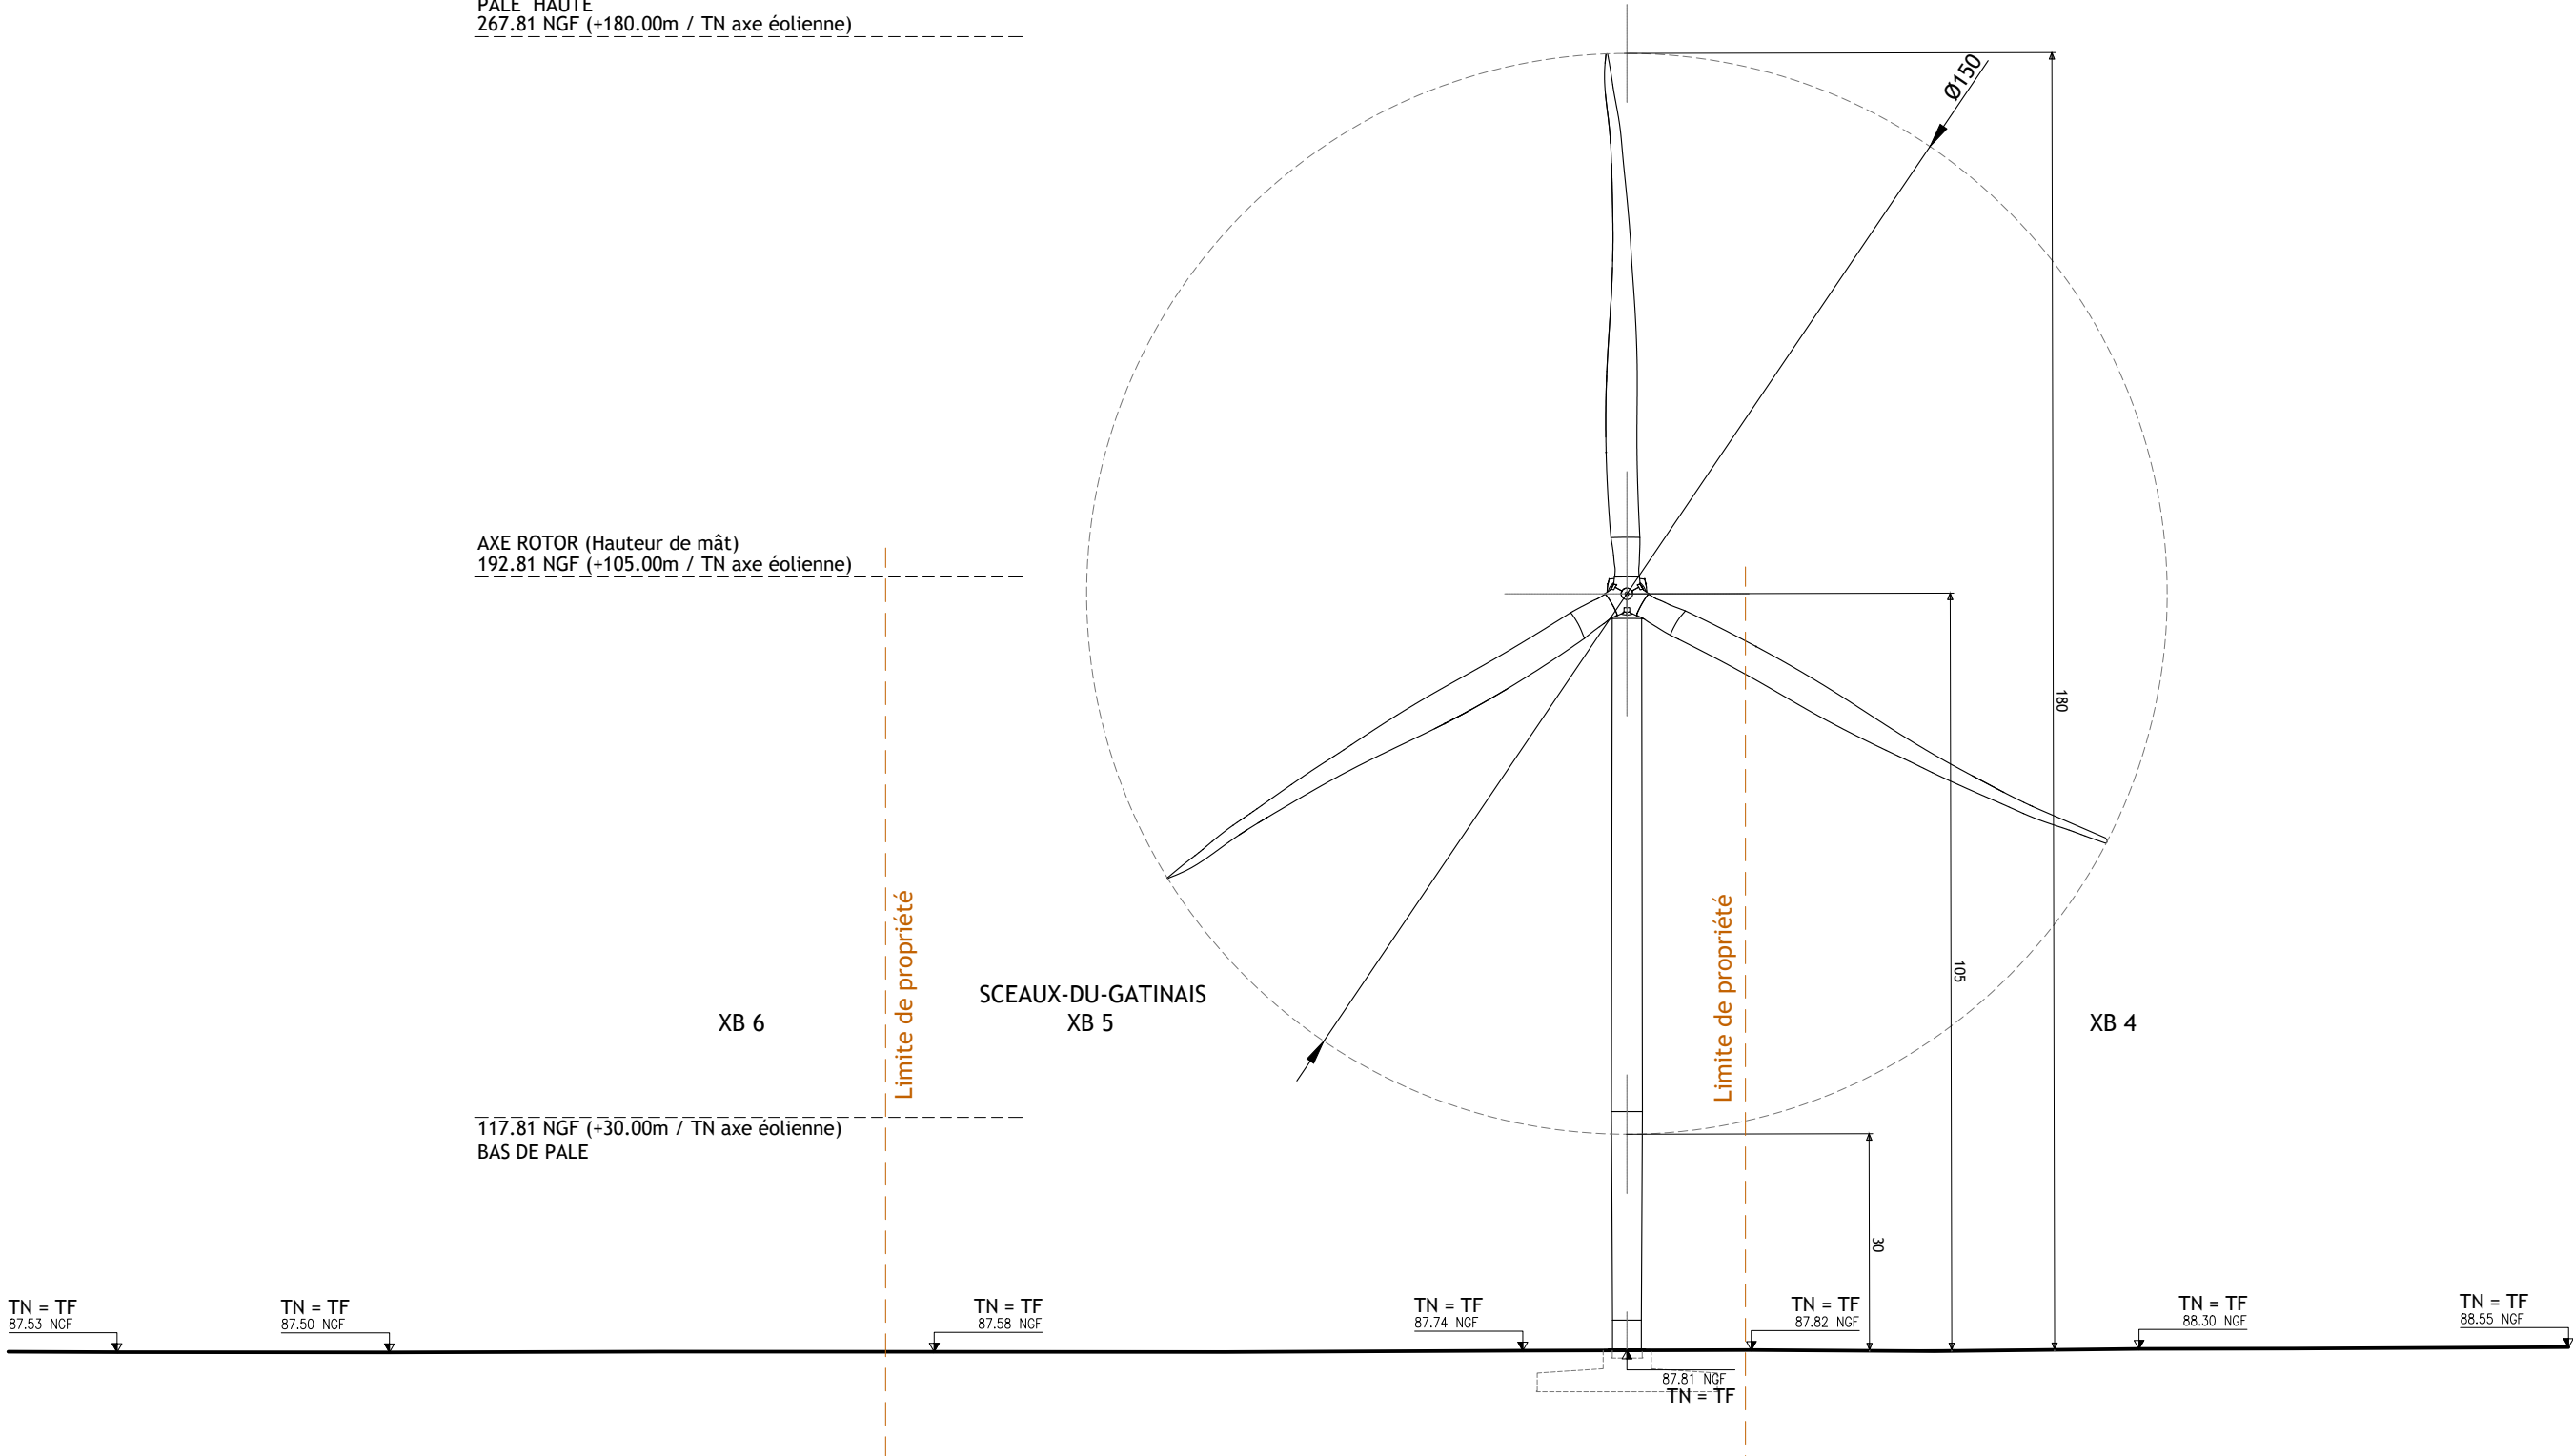 PALE HAUTE
267.81 NGF (+180.00m / TN axe éolienne)
Ø150
AXE ROTOR (Hauteur de mât)
192.81 NGF (+105.00m / TN axe éolienne)
180
Limite de propriété
Limite de propriété
105
SCEAUX-DU-GATINAIS
XB 6
XB 5
XB 4
117.81 NGF (+30.00m / TN axe éolienne)
BAS DE PALE
30
TN = TF
87.53 NGF
TN = TF
87.50 NGF
TN = TF
87.58 NGF
TN = TF
87.74 NGF
TN = TF
87.82 NGF
TN = TF
88.30 NGF
TN = TF
88.55 NGF
87.81 NGF
TN = TF